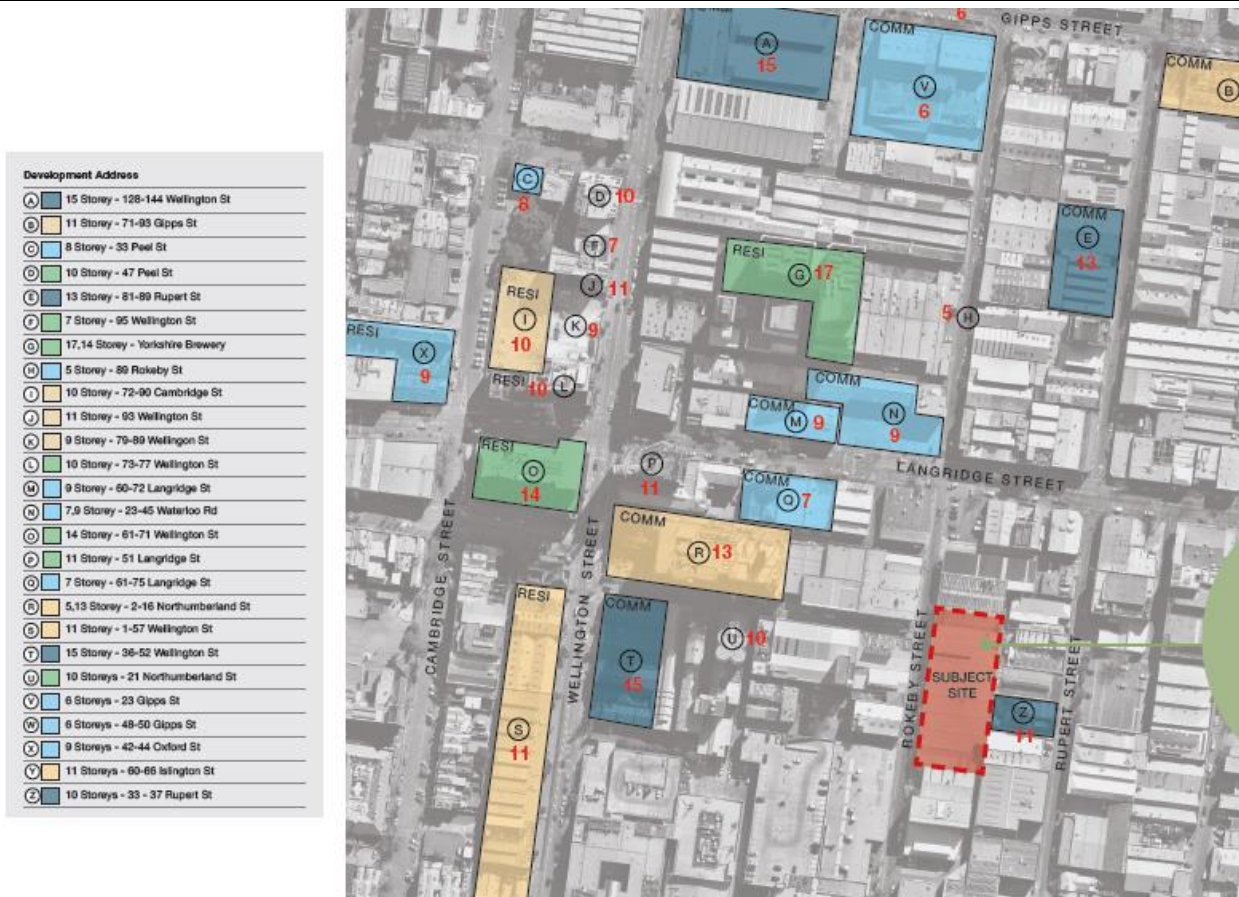 Development Address
A 15 Storey - 128-144 Wellington St
B 11 Storey - 71-93 Gipps St
C 8 Storey - 33 Peel St
D 10 Storey - 47 Peel St
E 13 Storey - 81-89 Rupert St
F 7 Storey - 95 Wellington St
G 17,14 Storey - Yorkshire Brewery
H 5 Storey - 89 Rokeby St
I 10 Storey - 72-90 Cambridge St
J 11 Storey - 93 Wellington St
K 9 Storey - 79-89 Wellingon St
L 10 Storey - 73-77 Wellington St
M 9 Storey - 60-72 Langridge St
N 7,9 Storey - 23-45 Waterloo Rd
O 14 Storey - 61-71 Wellington St
P 11 Storey - 51 Langridge St
Q 7 Storey - 61-75 Langridge St
R 5,13 Storey - 2-16 Northumberland St
S 11 Storey - 1-57 Wellington St
T 15 Storey - 36-52 Wellington St
U 10 Storeys - 21 Northumberland St
V 6 Storeys - 23 Gipps St
W 6 Storeys - 48-50 Gipps St
X 9 Storeys - 42-44 Oxford St
Y 11 Storeys - 60-66 Islington St
Z 10 Storeys - 33 - 37 Rupert St
6
GIPPS STREET
A
15
COMM
V
6
COMM
B
C
8
D 10
F 7
J 11
K
9
RESI
I
10
RESI 10 L
RESI
X
9
RESI
G 17
COMM
E
13
5 H
COMM
M 9
COMM
N
9
LANGRIDGE STREET
RESI
O
14
P
11
COMM
Q 7
COMM
R 13
CAMBRIDGE STREET
WELLINGTON STREET
RESI
S
11
COMM
T
15
U 10
ROKEBY STREET
SUBJECT
SITE
Z
11
RUPERT STREET